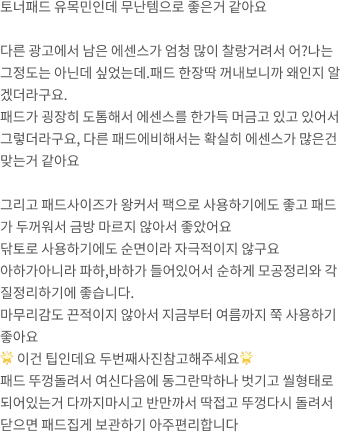 토너패드 유목민인데 무난템으로 좋은거 같아요
다른 광고에서 남은 에센스가 엄청 많이 찰랑거려서 어?나는
그정도는 아닌데 싶었는데.패드 한장딱 꺼내보니까 왜인지 알
겠더라구요.
패드가 굉장히 도톰해서 에센스를 한가득 머금고 있고 있어서
그렇더라구요, 다른 패드에비해서는 확실히 에센스가 많은건
맞는거 같아요
그리고 패드사이즈가 왕커서 팩으로 사용하기에도 좋고 패드
가 두꺼워서 금방 마르지 않아서 좋았어요
닦토로 사용하기에도 순면이라 자극적이지 않구요
아하가아니라 파하,바하가 들어있어서 순하게 모공정리와 각
질정리하기에 좋습니다.
마무리감도 끈적이지 않아서 지금부터 여름까지 쭉 사용하기
좋아요
🌟 이건 팁인데요 두번째사진참고해주세요🌟
패드 뚜껑돌려서 여신다음에 동그란막하나 벗기고 씰형태로
되어있는거 다까지마시고 반만까서 딱접고 뚜껑다시 돌려서
닫으면 패드집게 보관하기 아주편리합니다